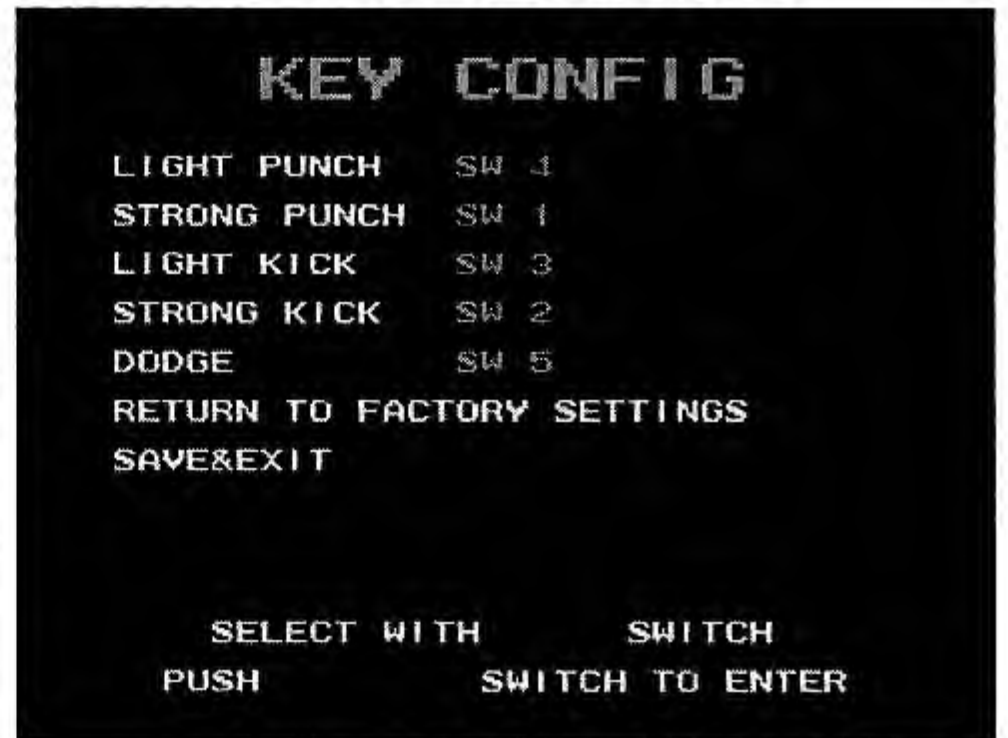 KEY CONFIG
LIGHT PUNCH SW 4
STRONG PUNCH SW 1
LIGHT KICK SW 3
STRONG KICK SW 2
DODGE SW 5
RETURN TO FACTORY SETTINGS
SAVE&EXIT
SELECT WITH SWITCH
PUSH SWITCH TO ENTER